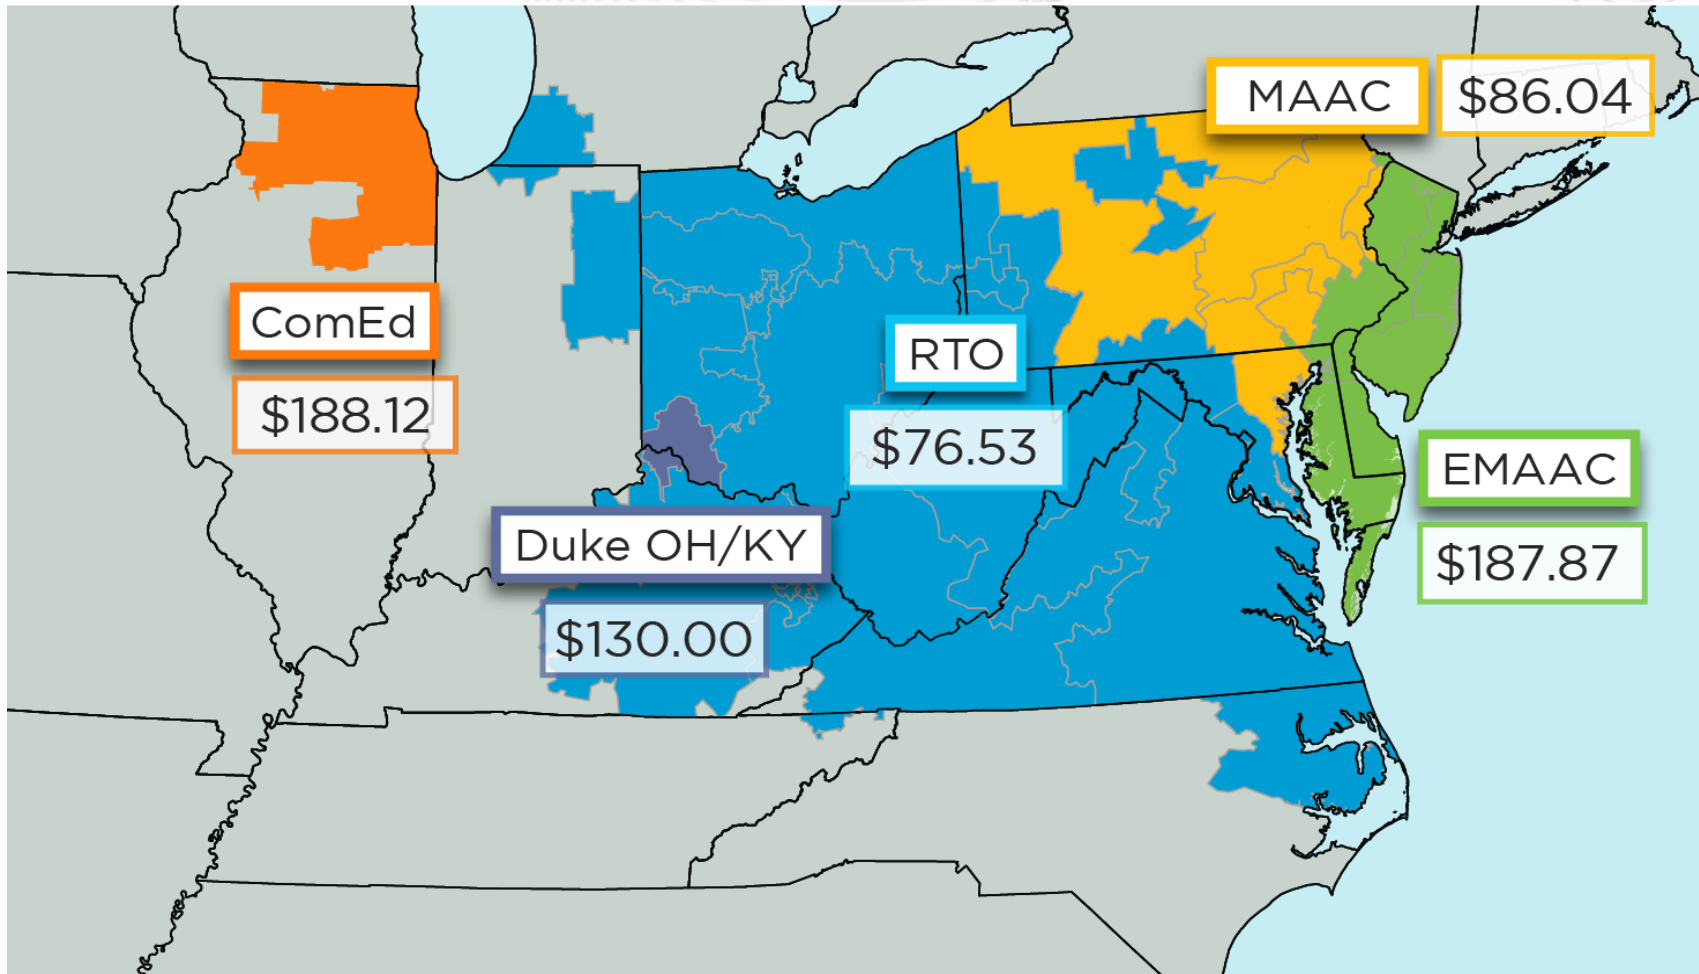 MAAC
$86.04
ComEd
$188.12
RTO
$76.53
EMAAC
$187.87
Duke OH/KY
$130.00